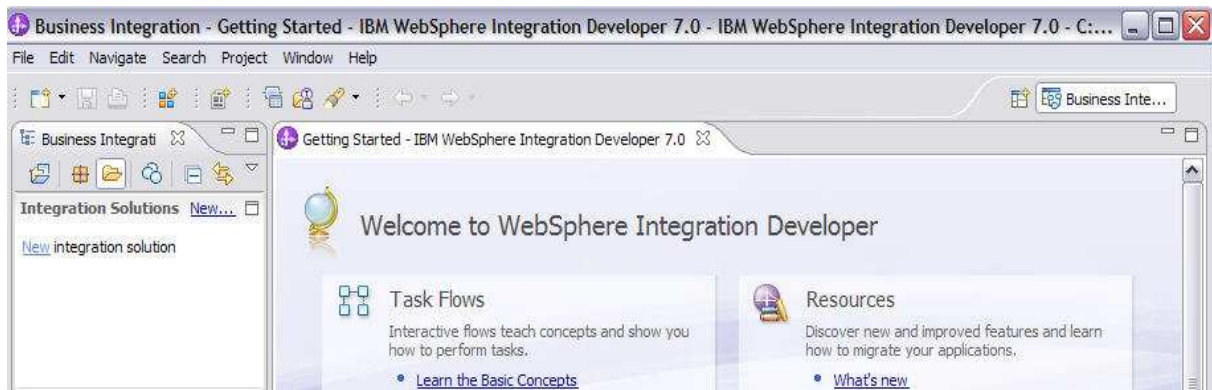 Business Integration - Getting Started - IBM WebSphere Integration Developer 7.0 - IBM WebSphere Integration Developer 7.0 - C:...
File Edit Navigate Search Project Window Help
Business Inte...
Business Integrati
Getting Started - IBM WebSphere Integration Developer 7.0
Integration Solutions New...
New integration solution
Welcome to WebSphere Integration Developer
Task Flows
Interactive flows teach concepts and show you
how to perform tasks.
• Learn the Basic Concepts
Resources
Discover new and improved features and learn
how to migrate your applications.
• What's new